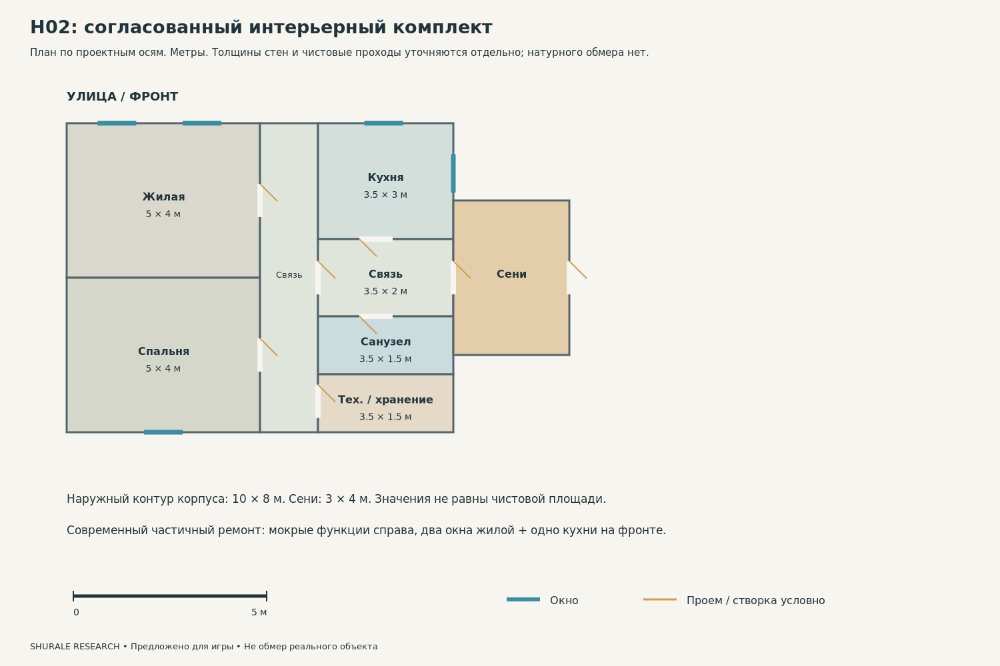 H02: согласованный интерьерный комплект
План по проектным осям. Метры. Толщины стен и чистовые проходы уточняются отдельно; натурного обмера нет.
УЛИЦА / ФРОНТ
Жилая
5 × 4 м
Кухня
3.5 × 3 м
Связь
Связь
3.5 × 2 м
Сени
Спальня
5 × 4 м
Санузел
3.5 × 1.5 м
Тех. / хранение
3.5 × 1.5 м
Наружный контур корпуса: 10 × 8 м. Сени: 3 × 4 м. Значения не равны чистовой площади.
Современный частичный ремонт: мокрые функции справа, два окна жилой + одно кухни на фронте.
0
5 м
Окно
Проем / створка условно
SHURALE RESEARCH • Предложено для игры • Не обмер реального объекта